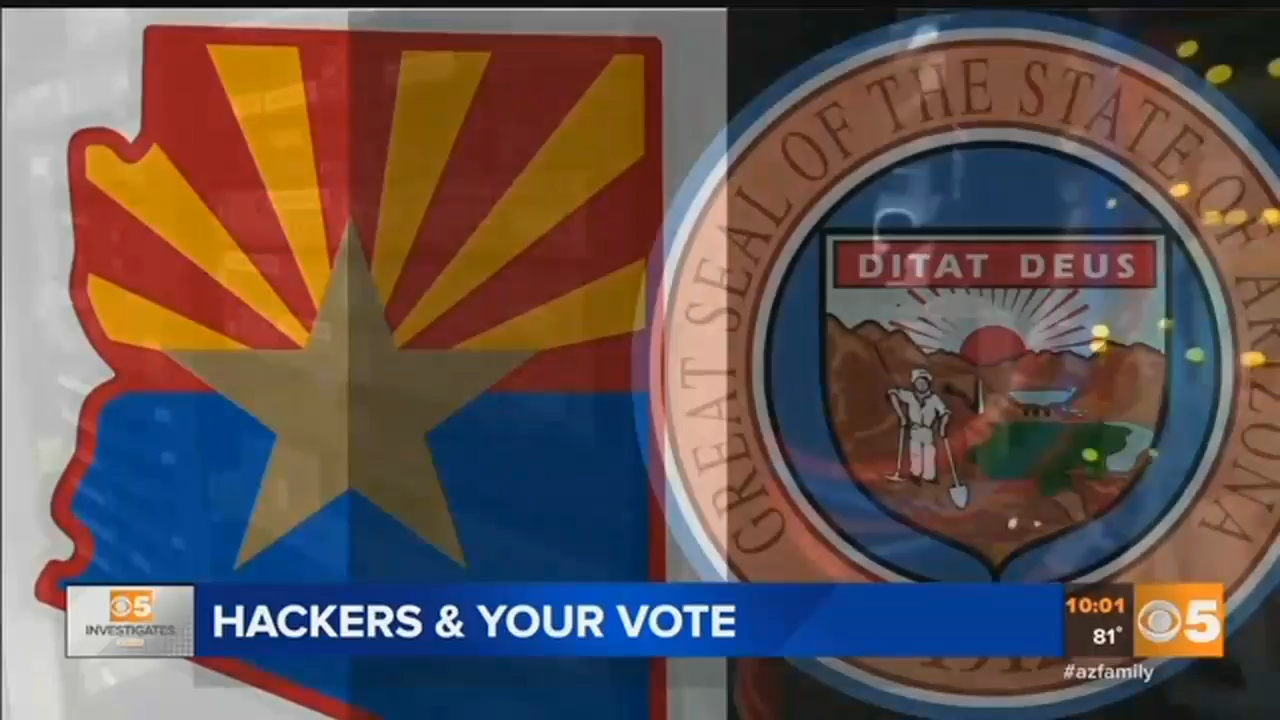 GREAT SEAL OF THE STATE OF ARIZONA
DITAT DEUS
5
INVESTIGATES
HACKERS & YOUR VOTE
10:01
81°
5
#azfamily